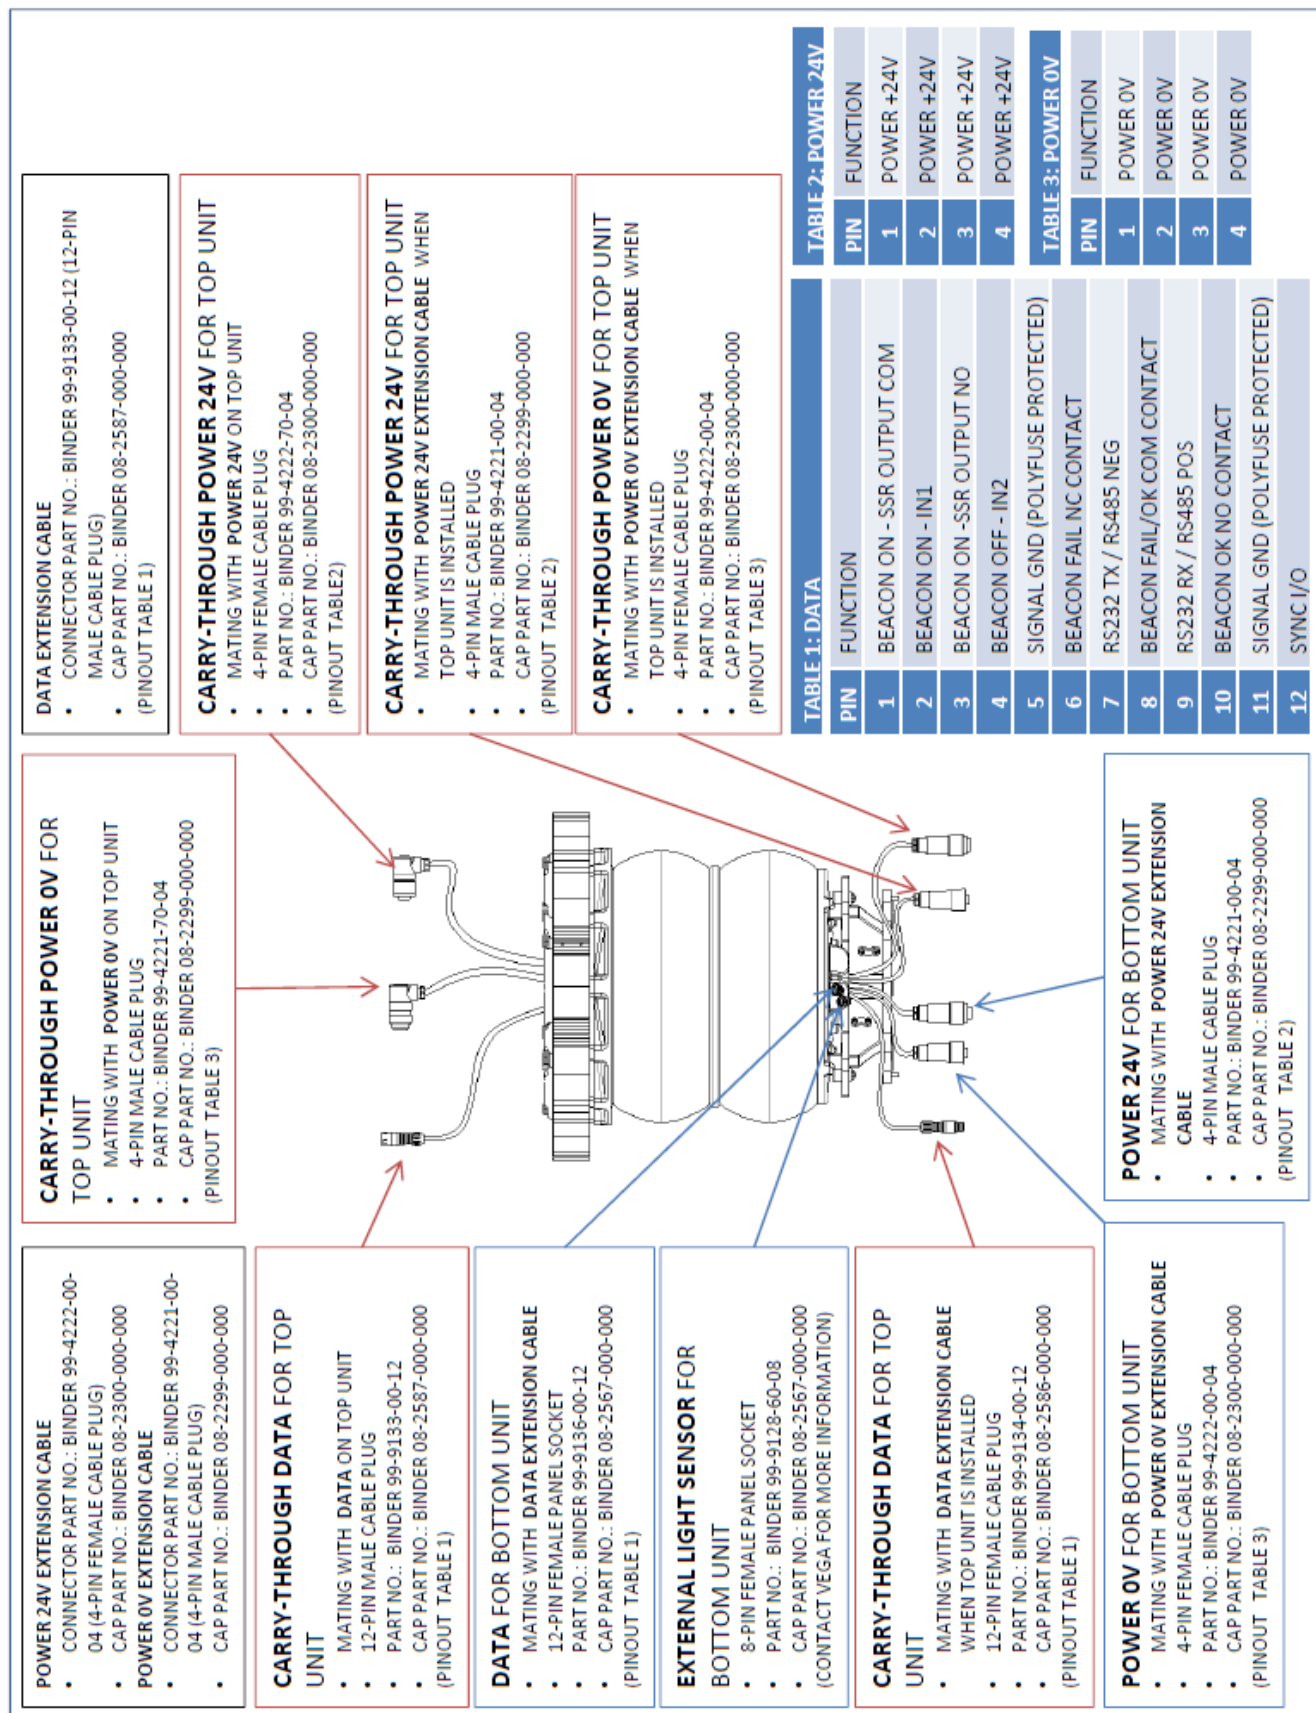 POWER 24V EXTENSION CABLE
• CONNECTOR PART NO.: BINDER 99-4222-00-
04 (4-PIN FEMALE CABLE PLUG)
• CAP PART NO.: BINDER 08-2300-000-000
POWER 0V EXTENSION CABLE
• CONNECTOR PART NO.: BINDER 99-4221-00-
04 (4-PIN MALE CABLE PLUG)
• CAP PART NO.: BINDER 08-2299-000-000
CARRY-THROUGH POWER 0V FOR
TOP UNIT
• MATING WITH POWER 0V ON TOP UNIT
• 4-PIN MALE CABLE PLUG
• PART NO.: BINDER 99-4221-70-04
• CAP PART NO.: BINDER 08-2299-000-000
(PINOUT TABLE 3)
DATA EXTENSION CABLE
• CONNECTOR PART NO.: BINDER 99-9133-00-12 (12-PIN
MALE CABLE PLUG)
• CAP PART NO.: BINDER 08-2587-000-000
(PINOUT TABLE 1)
CARRY-THROUGH POWER 24V FOR TOP UNIT
• MATING WITH POWER 24V ON TOP UNIT
• 4-PIN FEMALE CABLE PLUG
• PART NO.: BINDER 99-4222-70-04
• CAP PART NO.: BINDER 08-2300-000-000
(PINOUT TABLE2)
CARRY-THROUGH POWER 24V FOR TOP UNIT
• MATING WITH POWER 24V EXTENSION CABLE WHEN
TOP UNIT IS INSTALLED
• 4-PIN MALE CABLE PLUG
• PART NO.: BINDER 99-4221-00-04
• CAP PART NO.: BINDER 08-2299-000-000
(PINOUT TABLE 2)
CARRY-THROUGH POWER 0V FOR TOP UNIT
• MATING WITH POWER 0V EXTENSION CABLE WHEN
TOP UNIT IS INSTALLED
• 4-PIN FEMALE CABLE PLUG
• PART NO.: BINDER 99-4222-00-04
• CAP PART NO.: BINDER 08-2300-000-000
(PINOUT TABLE 3)
CARRY-THROUGH DATA FOR TOP
UNIT
• MATING WITH DATA ON TOP UNIT
• 12-PIN MALE CABLE PLUG
• PART NO.: BINDER 99-9133-00-12
• CAP PART NO.: BINDER 08-2587-000-000
(PINOUT TABLE 1)
DATA FOR BOTTOM UNIT
• MATING WITH DATA EXTENSION CABLE
• 12-PIN FEMALE PANEL SOCKET
• PART NO.: BINDER 99-9136-00-12
• CAP PART NO.: BINDER 08-2567-000-000
(PINOUT TABLE 1)
EXTERNAL LIGHT SENSOR FOR
BOTTOM UNIT
• 8-PIN FEMALE PANEL SOCKET
• PART NO.: BINDER 99-9128-60-08
• CAP PART NO.: BINDER 08-2567-000-000
(CONTACT VEGA FOR MORE INFORMATION)
CARRY-THROUGH DATA FOR TOP
UNIT
• MATING WITH DATA EXTENSION CABLE
WHEN TOP UNIT IS INSTALLED
• 12-PIN FEMALE CABLE PLUG
• PART NO.: BINDER 99-9134-00-12
• CAP PART NO.: BINDER 08-2586-000-000
(PINOUT TABLE 1)
POWER 0V FOR BOTTOM UNIT
• MATING WITH POWER 0V EXTENSION CABLE
• 4-PIN FEMALE CABLE PLUG
• PART NO.: BINDER 99-4222-00-04
• CAP PART NO.: BINDER 08-2300-000-000
(PINOUT TABLE 3)
POWER 24V FOR BOTTOM UNIT
• MATING WITH POWER 24V EXTENSION
CABLE
• 4-PIN MALE CABLE PLUG
• PART NO.: BINDER 99-4221-00-04
• CAP PART NO.: BINDER 08-2299-000-000
(PINOUT TABLE 2)
TABLE 1: DATA
PIN FUNCTION
1 BEACON ON - SSR OUTPUT COM
2 BEACON ON - IN1
3 BEACON ON -SSR OUTPUT NO
4 BEACON OFF - IN2
5 SIGNAL GND (POLYFUSE PROTECTED)
6 BEACON FAIL NC CONTACT
7 RS232 TX / RS485 NEG
8 BEACON FAIL/OK COM CONTACT
9 RS232 RX / RS485 POS
10 BEACON OK NO CONTACT
11 SIGNAL GND (POLYFUSE PROTECTED)
12 SYNC I/O
TABLE 2: POWER 24V
PIN FUNCTION
1 POWER +24V
2 POWER +24V
3 POWER +24V
4 POWER +24V
TABLE 3: POWER 0V
PIN FUNCTION
1 POWER 0V
2 POWER 0V
3 POWER 0V
4 POWER 0V